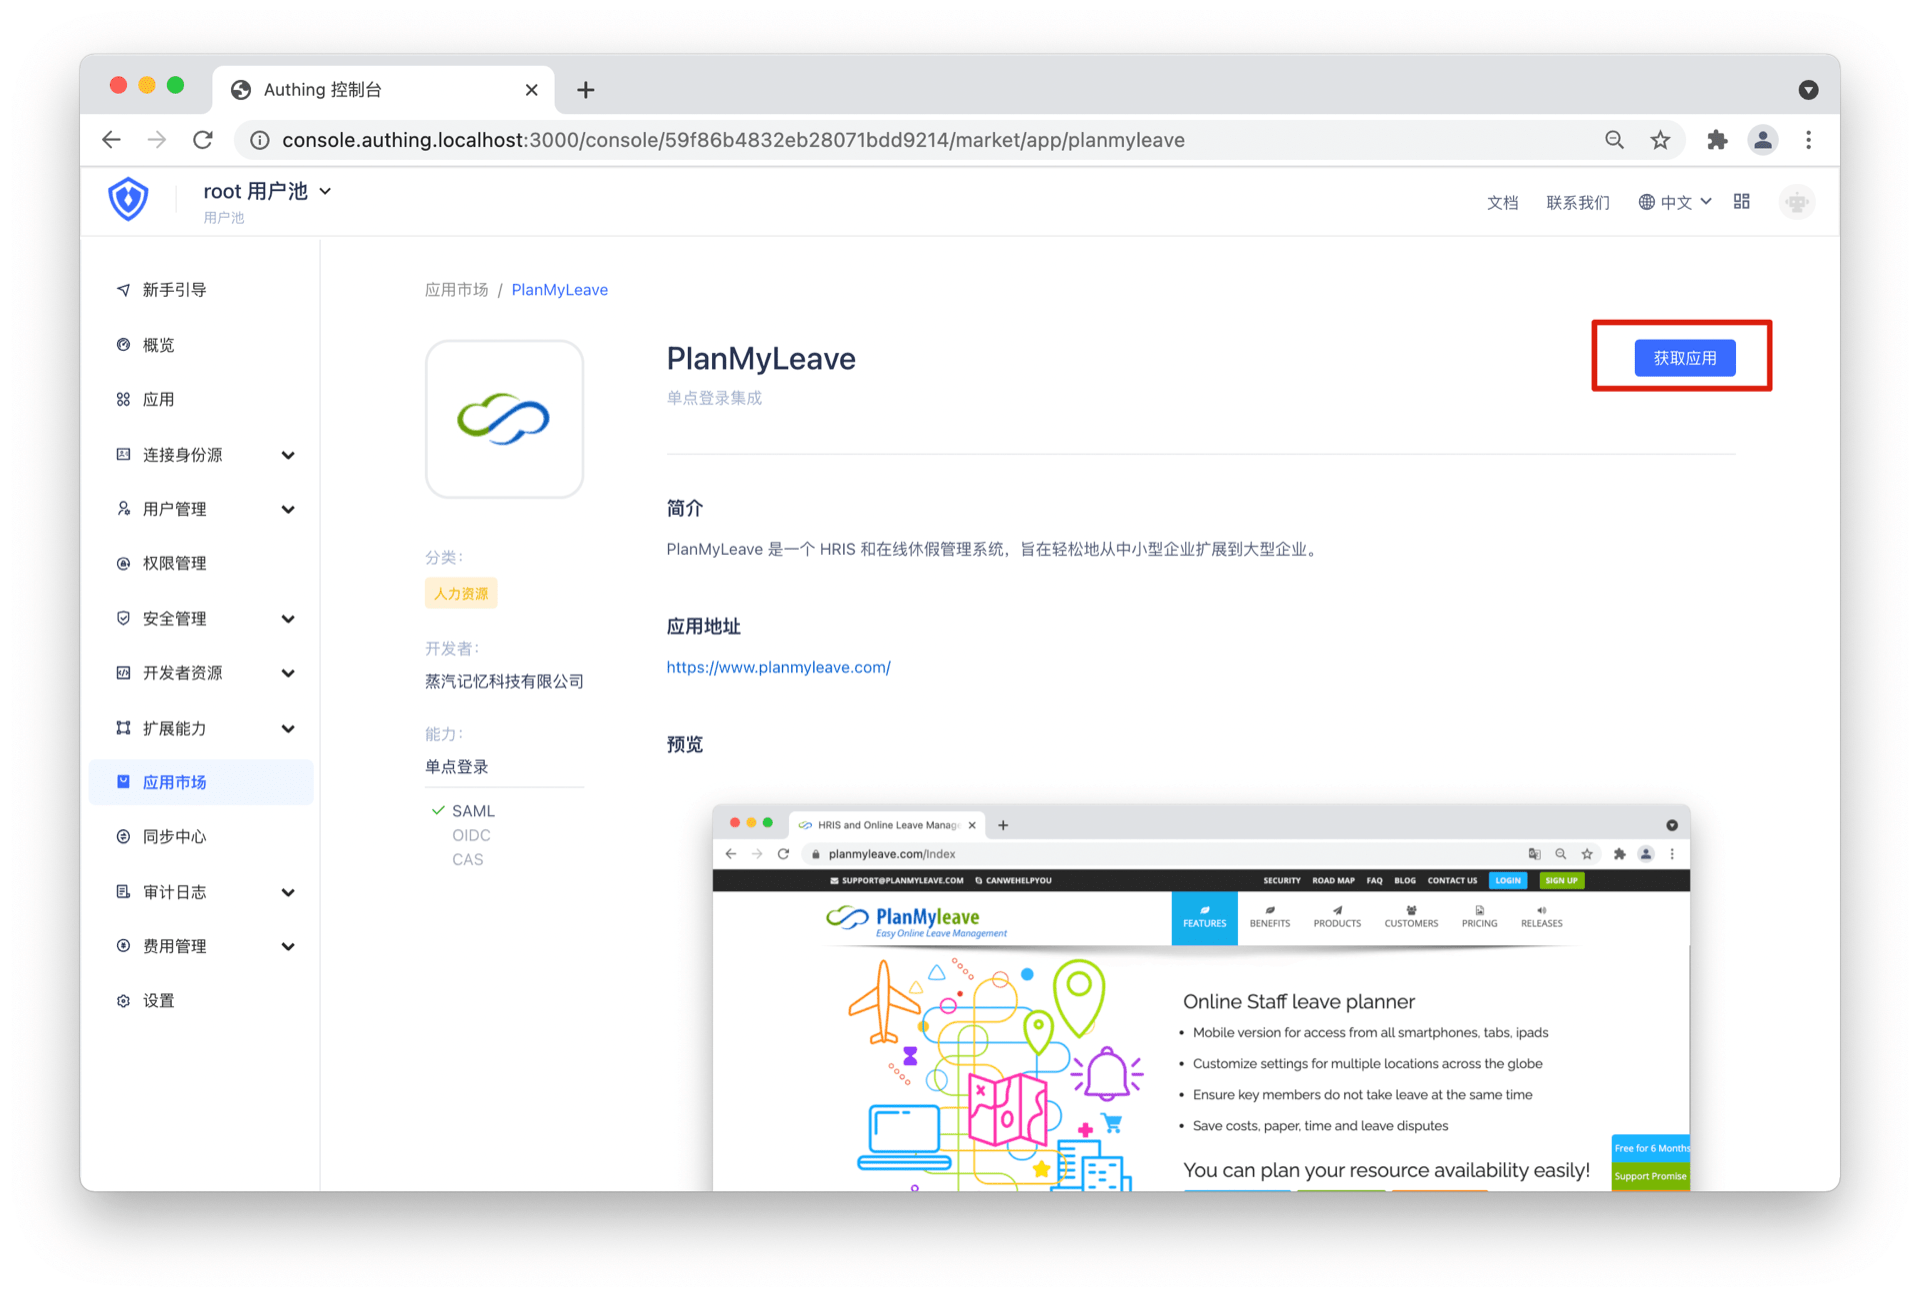 Authing 控制台
console.authing.localhost:3000/console/59f86b4832eb28071bdd9214/market/app/planmyleave
root 用户池
用户池
文档
联系我们
中文
新手引导
概览
应用
连接身份源
用户管理
权限管理
安全管理
开发者资源
扩展能力
应用市场
同步中心
审计日志
费用管理
设置
应用市场 / PlanMyLeave
PlanMyLeave
单点登录集成
获取应用
分类：
人力资源
开发者：
蒸汽记忆科技有限公司
能力：
单点登录
SAML
OIDC
CAS
简介
PlanMyLeave 是一个 HRIS 和在线休假管理系统，旨在轻松地从中小型企业扩展到大型企业。
应用地址
https://www.planmyleave.com/
预览
HRIS and Online Leave Manage
planmyleave.com/Index
SUPPORT@PLANMYLEAVE.COM CANWEHELPYOU
SECURITY ROAD MAP FAQ BLOG CONTACT US LOGIN SIGN UP
PlanMyleave
Easy Online Leave Management
FEATURES BENEFITS PRODUCTS CUSTOMERS PRICING RELEASES
Online Staff leave planner
• Mobile version for access from all smartphones, tabs, ipads
• Customize settings for multiple locations across the globe
• Ensure key members do not take leave at the same time
• Save costs, paper, time and leave disputes
You can plan your resource availability easily!
Free for 6 Months
Support Promise